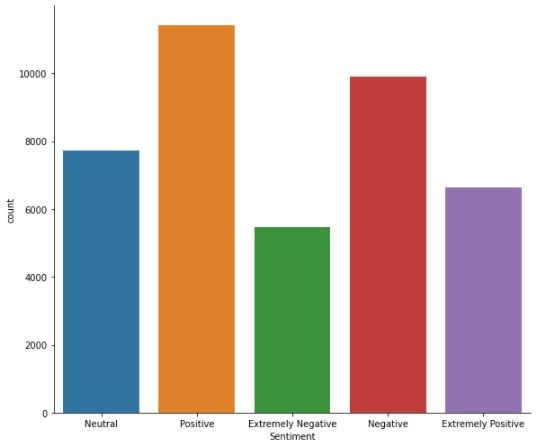 10000
8000
6000
4000
2000
0
count
Neutral Positive Extremely Negative Negative Extremely Positive
Sentiment